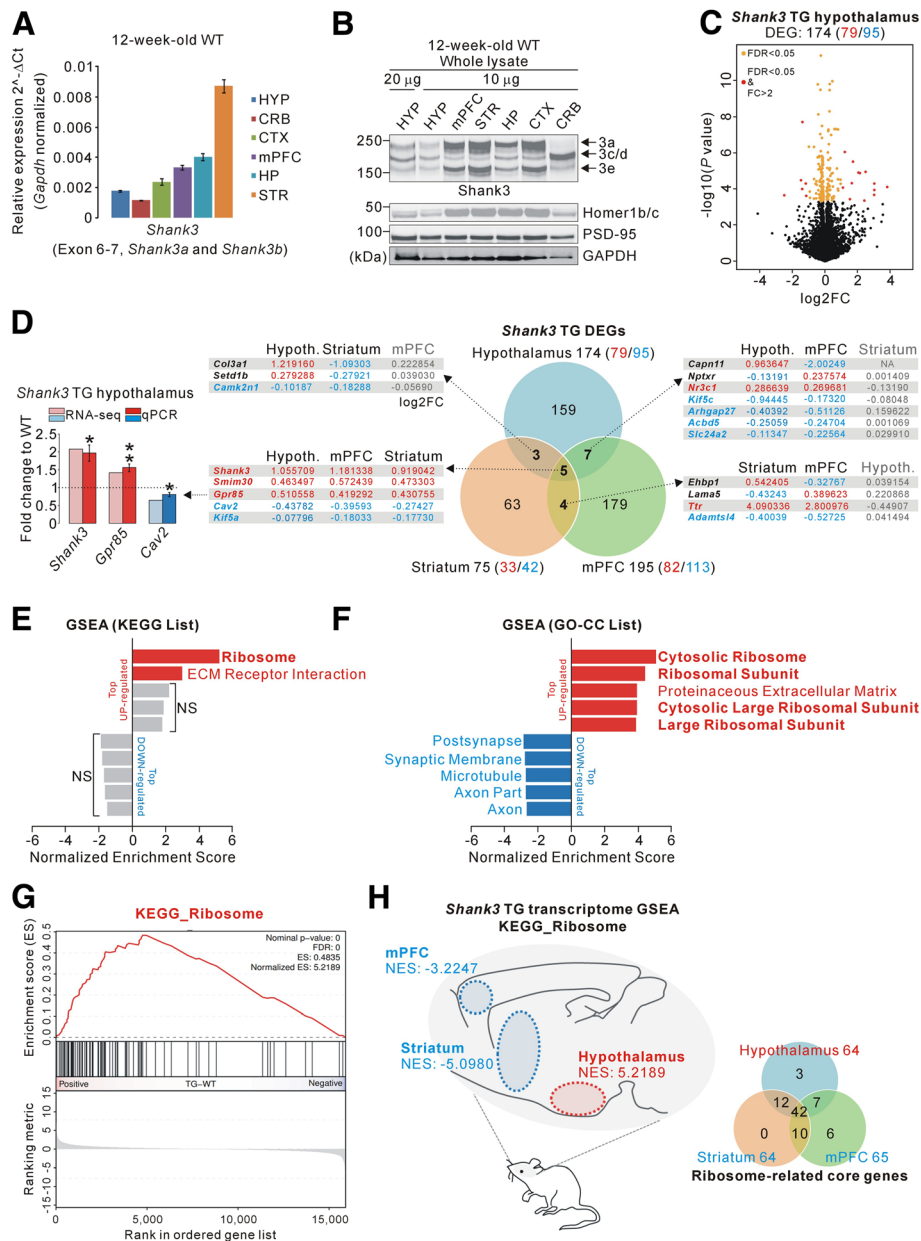 A
12-week-old WT
Relative expression 2^-ΔCt
(Gapdh normalized)
0.01
0.008
0.006
0.004
0.002
0
HYP
CRB
CTX
mPFC
HP
STR
Shank3
(Exon 6-7, Shank3a and Shank3b)
B
12-week-old WT
Whole lysate
20 μg
10 μg
HYP
HYP
mPFC
STR
HP
CTX
CRB
250
150
3a
3c/d
3e
Shank3
50
Homer1b/c
100
PSD-95
(kDa)
GAPDH
C
Shank3 TG hypothalamus
DEG: 174 (79/95)
FDR<0.05
FDR<0.05
&
FC>2
-log10(P value)
10
8
6
4
2
0
-4 -2 0 2 4
log2FC
D
Shank3 TG DEGs
Hypothalamus 174 (79/95)
159
3
7
5
63
4
179
Striatum 75 (33/42)
mPFC 195 (82/113)
Shank3 TG hypothalamus
RNA-seq
qPCR
Fold change to WT
2.5
2
1.5
1
0.5
0
*
*
*
*
Shank3
Gpr85
Cav2
Hypoth. Striatum mPFC
Col3a1 1.219160 -1.09303 0.222854
Setd1b 0.279288 -0.27921 0.039030
Camk2n1 -0.10187 -0.18288 -0.05690
log2FC
Hypoth. Striatum mPFC
Shank3 1.055709 1.181338 0.919042
Smim30 0.463497 0.572439 0.473303
Gpr85 0.510558 0.419292 0.430755
Cav2 -0.43782 -0.39593 -0.27427
Kif5a -0.07796 -0.18033 -0.17730
Hypoth. mPFC Striatum
Capn11 0.963647 -2.00249 NA
Nptxr -0.13191 0.237574 0.001409
Nr3c1 0.286639 0.269681 -0.13190
Kif5c -0.94445 -0.17320 -0.08048
Arhgap27 -0.40392 -0.51126 0.159622
Acbd5 -0.25059 -0.24704 0.001069
Slc24a2 -0.11347 -0.22564 0.029910
Striatum mPFC Hypoth.
Ehbp1 0.542405 -0.32767 0.039154
Lama5 -0.43243 0.389623 0.220868
Ttr 4.090336 2.800976 -0.44907
Adamtsl4 -0.40039 -0.52725 0.041494
E
GSEA (KEGG List)
Top
UP-regulated
Ribosome
ECM Receptor Interaction
NS
NS
DOWN-regulated
Top
-6 -4 -2 0 2 4 6
Normalized Enrichment Score
F
GSEA (GO-CC List)
Top
UP-regulated
Cytosolic Ribosome
Ribosomal Subunit
Proteinaceous Extracellular Matrix
Cytosolic Large Ribosomal Subunit
Large Ribosomal Subunit
Postsynapse
Synaptic Membrane
Microtubule
Axon Part
Axon
DOWN-regulated
Top
-6 -4 -2 0 2 4 6
Normalized Enrichment Score
G
KEGG_Ribosome
Enrichment score (ES)
0.5
0.4
0.3
0.2
0.1
0.0
Nominal p-value: 0
FDR: 0
ES: 0.4835
Normalized ES: 5.2189
Positive TG-WT Negative
Ranking metric
15
10
5
0
-5
-10
-15
0 5,000 10,000 15,000
Rank in ordered gene list
H
Shank3 TG transcriptome GSEA
KEGG_Ribosome
mPFC
NES: -3.2247
Striatum
NES: -5.0980
Hypothalamus
NES: 5.2189
Hypothalamus 64
3
12
7
42
0
10
6
Striatum 64
mPFC 65
Ribosome-related core genes